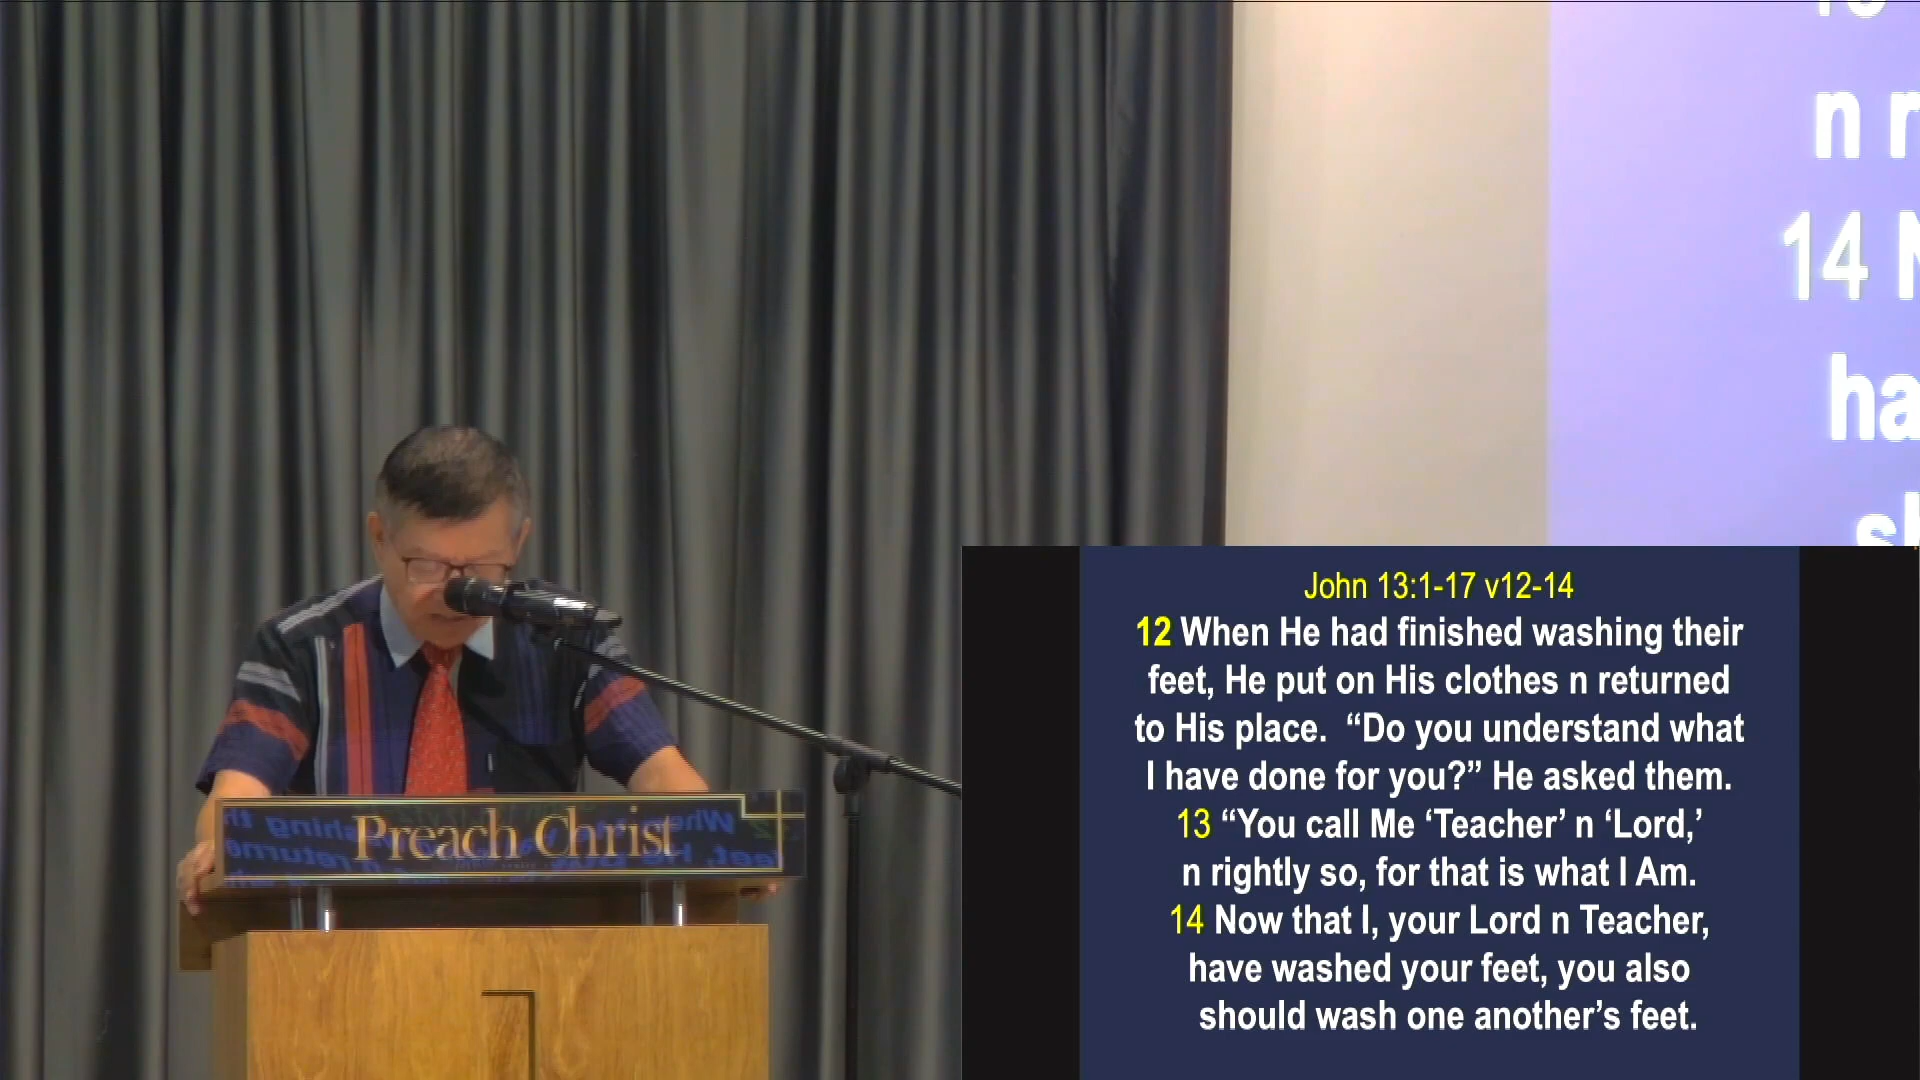 n r
14 N
ha
sh
John 13:1-17 v12-14
12 When He had finished washing their
feet, He put on His clothes n returned
to His place.  “Do you understand what
I have done for you?” He asked them.
13 “You call Me ‘Teacher’ n ‘Lord,’
n rightly so, for that is what I Am.
14 Now that I, your Lord n Teacher,
have washed your feet, you also
should wash one another’s feet.
Preach Christ